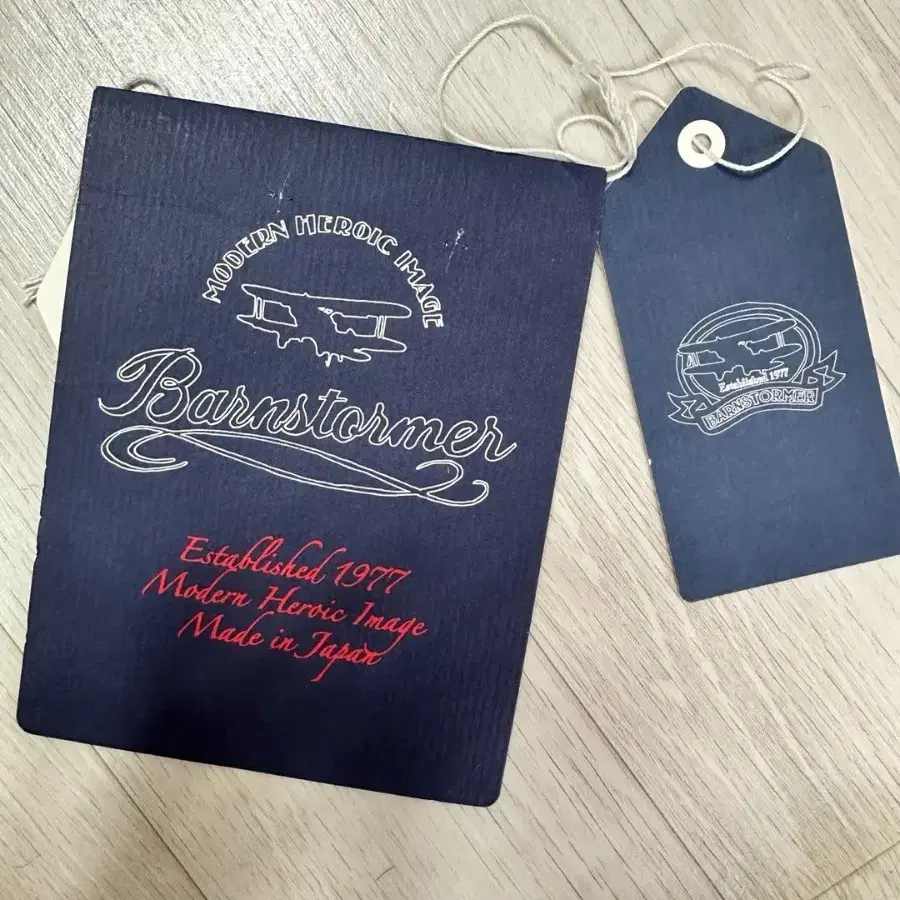 MODERN HEROIC IMAGE
Barnstormer
Established 1977
Modern Heroic Image
Made in Japan
Established 1977
BARNSTORMER